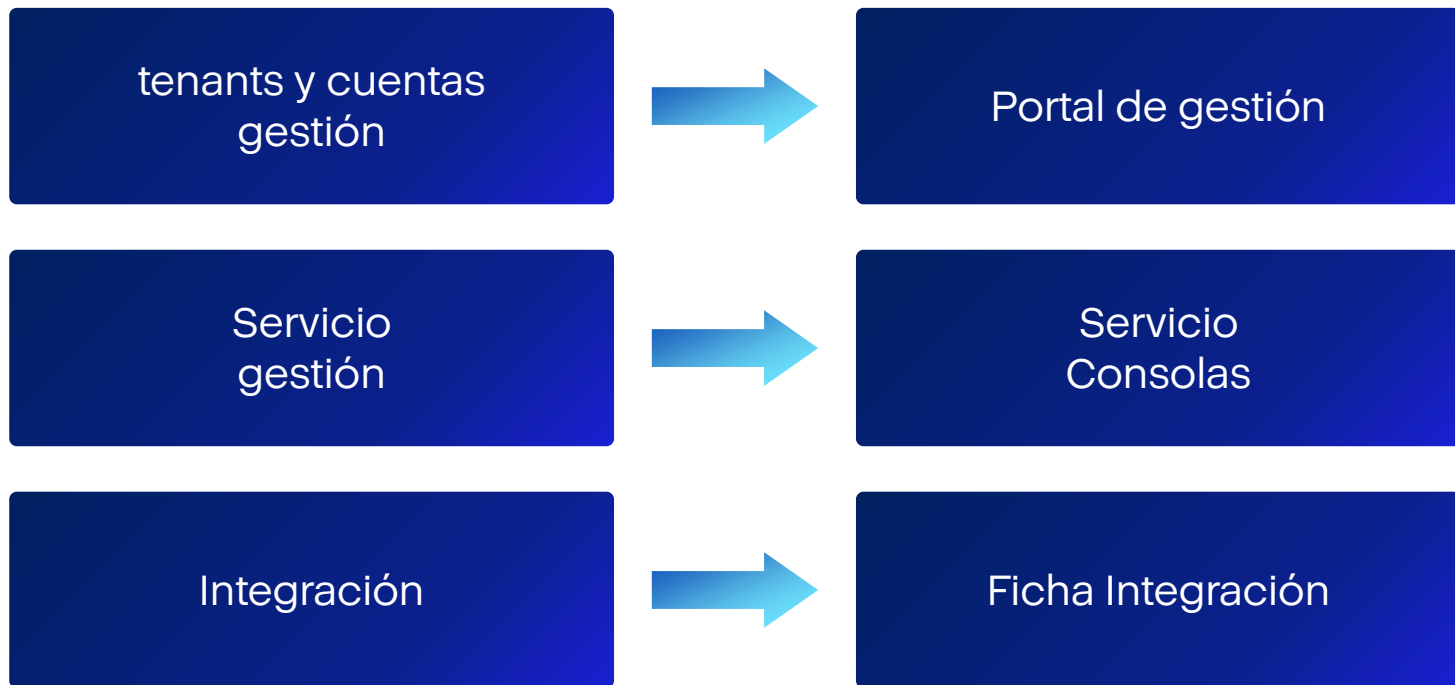 tenants y cuentas
gestión
Portal de gestión
Servicio
gestión
Servicio
Consolas
Integración
Ficha Integración